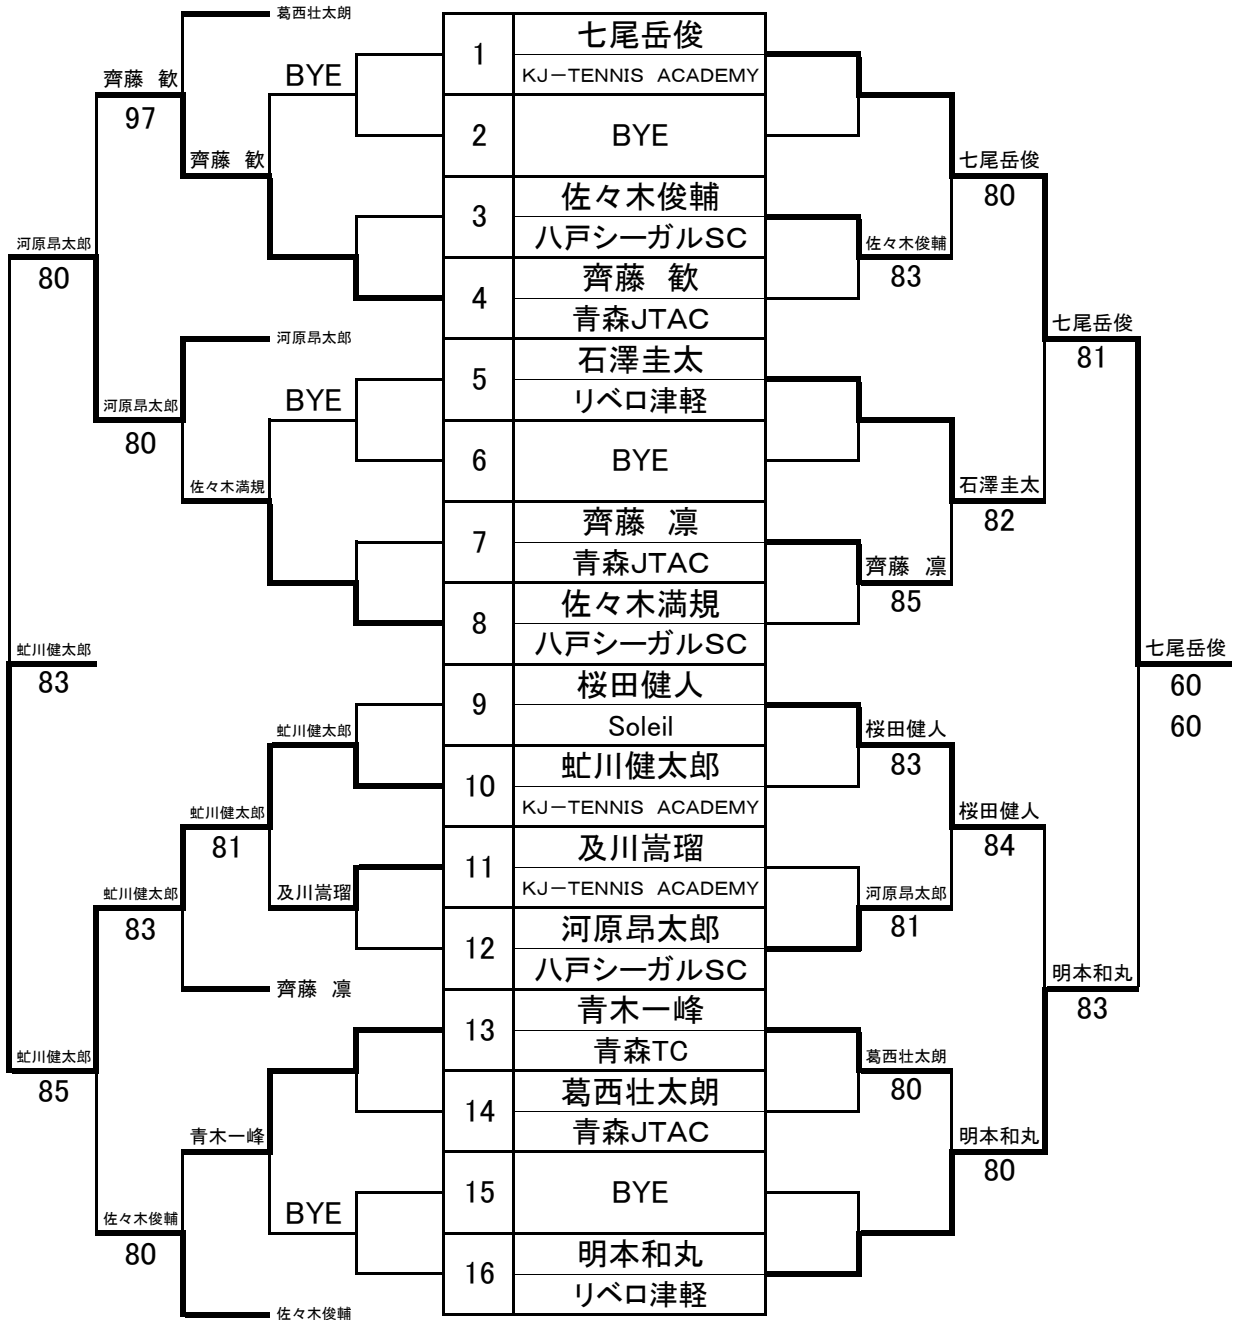 葛西壮太朗
齊藤 歓
97
齊藤 歓
BYE
河原昂太郎
80
河原昂太郎
河原昂太郎
80
BYE
佐々木満規
虻川健太郎
83
虻川健太郎
虻川健太郎
81
及川嵩瑠
虻川健太郎
83
齊藤 凛
虻川健太郎
85
青木一峰
佐々木俊輔
80
BYE
佐々木俊輔
1
七尾岳俊
KJ－TENNIS ACADEMY
2
BYE
3
佐々木俊輔
八戸シーガルSC
4
齊藤 歓
青森JTAC
5
石澤圭太
リベロ津軽
6
BYE
7
齊藤 凛
青森JTAC
8
佐々木満規
八戸シーガルSC
9
桜田健人
Soleil
10
虻川健太郎
KJ－TENNIS ACADEMY
11
及川嵩瑠
KJ－TENNIS ACADEMY
12
河原昂太郎
八戸シーガルSC
13
青木一峰
青森TC
14
葛西壮太朗
青森JTAC
15
BYE
16
明本和丸
リベロ津軽
七尾岳俊
80
佐々木俊輔
83
七尾岳俊
81
石澤圭太
82
齊藤 凛
85
七尾岳俊
60
60
桜田健人
83
桜田健人
84
河原昂太郎
81
明本和丸
83
葛西壮太朗
80
明本和丸
80